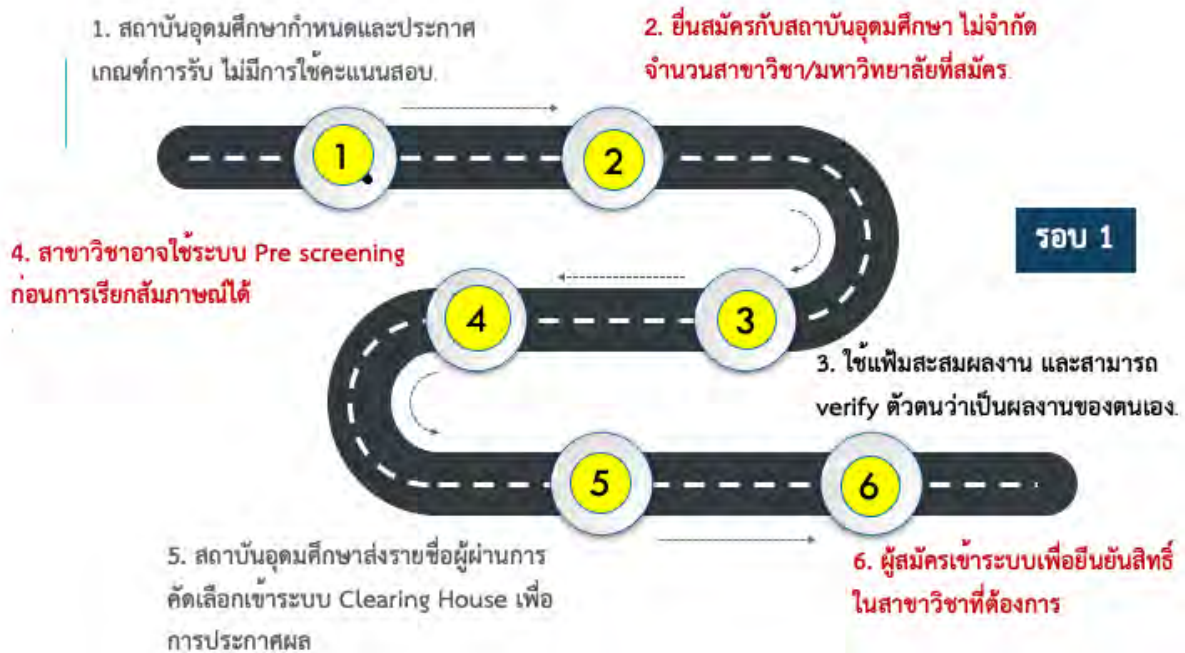 1. สถาบันอุดมศึกษากำหนดและประกาศ
เกณฑ์การรับ ไม่มีการใช้คะแนนสอบ.
2. ยื่นสมัครกับสถาบันอุดมศึกษา ไม่จำกัด
จำนวนสาขาวิชา/มหาวิทยาลัยที่สมัคร.
1
2
รอบ 1
4. สาขาวิชาอาจใช้ระบบ Pre screening
ก่อนการเรียกสัมภาษณ์ได้
4
3
3. ใช้แฟ้มสะสมผลงาน และสามารถ
verify ตัวตนว่าเป็นผลงานของตนเอง.
5
6
5. สถาบันอุดมศึกษาส่งรายชื่อผู้ผ่านการ
คัดเลือกเข้าระบบ Clearing House เพื่อ
การประกาศผล
6. ผู้สมัครเข้าระบบเพื่อยืนยันสิทธิ์
ในสาขาวิชาที่ต้องการ